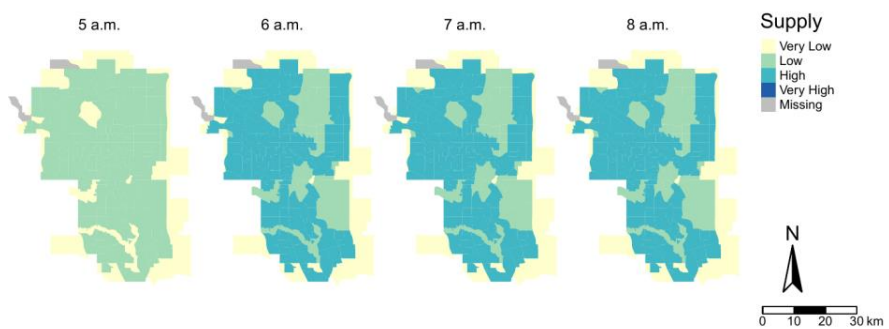 5 a.m.
6 a.m.
7 a.m.
8 a.m.
Supply
Very Low
Low
High
Very High
Missing
N
0 10 20 30 km